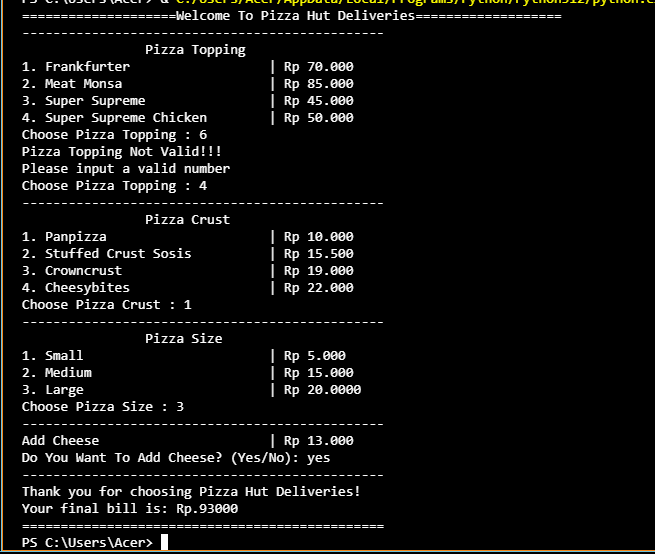 PS C:\Users\Acer> & C:/Users/Acer/AppData/Local/Programs/Python/Python312/python.e
====================Welcome To Pizza Hut Deliveries===================
-----------------------------------------------
Pizza Topping
1. Frankfurter | Rp 70.000
2. Meat Monsa | Rp 85.000
3. Super Supreme | Rp 45.000
4. Super Supreme Chicken | Rp 50.000
Choose Pizza Topping : 6
Pizza Topping Not Valid!!!
Please input a valid number
Choose Pizza Topping : 4
-----------------------------------------------
Pizza Crust
1. Panpizza | Rp 10.000
2. Stuffed Crust Sosis | Rp 15.500
3. Crowncrust | Rp 19.000
4. Cheesybites | Rp 22.000
Choose Pizza Crust : 1
-----------------------------------------------
Pizza Size
1. Small | Rp 5.000
2. Medium | Rp 15.000
3. Large | Rp 20.0000
Choose Pizza Size : 3
-----------------------------------------------
Add Cheese | Rp 13.000
Do You Want To Add Cheese? (Yes/No): yes
-----------------------------------------------
Thank you for choosing Pizza Hut Deliveries!
Your final bill is: Rp.93000
===============================================
PS C:\Users\Acer>